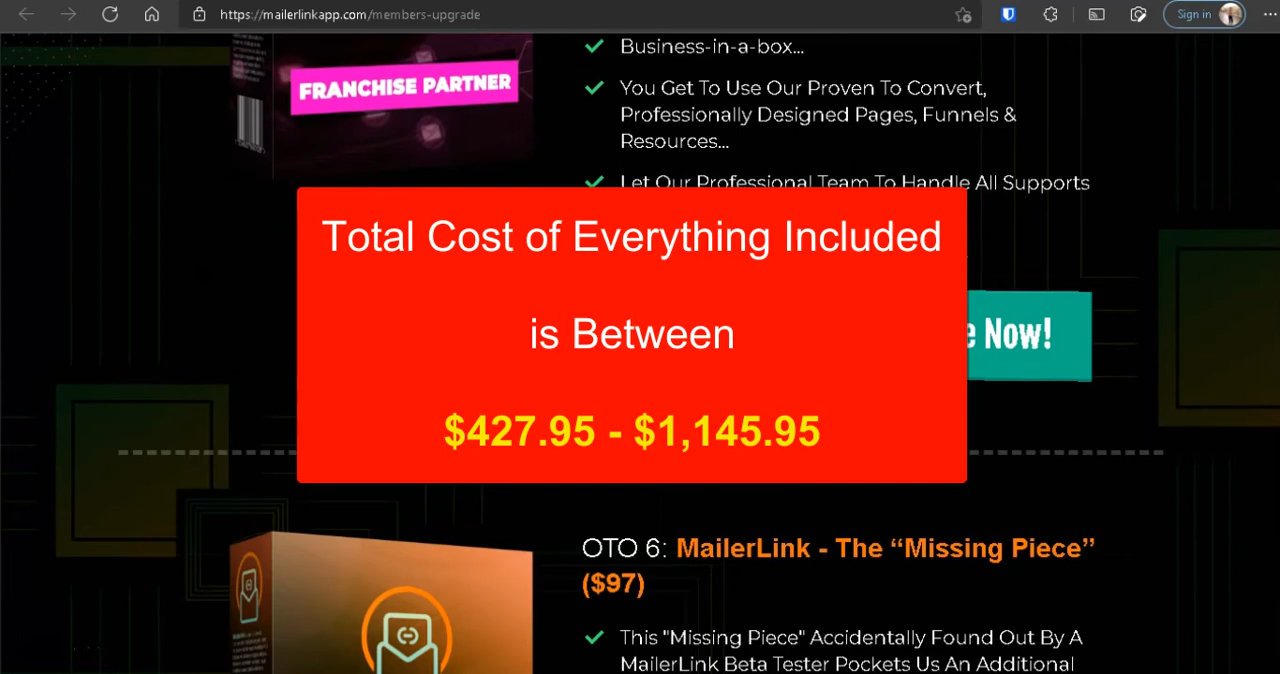 https://mailerlinkapp.com/members-upgrade
Sign in
Business-in-a-box...
FRANCHISE PARTNER
You Get To Use Our Proven To Convert,
Professionally Designed Pages, Funnels &
Resources...
Let Our Professional Team To Handle All Supports
Total Cost of Everything Included
is Between
Now!
$427.95 - $1,145.95
OTO 6: MailerLink - The “Missing Piece”
($97)
This "Missing Piece" Accidentally Found Out By A
MailerLink Beta Tester Pockets Us An Additional